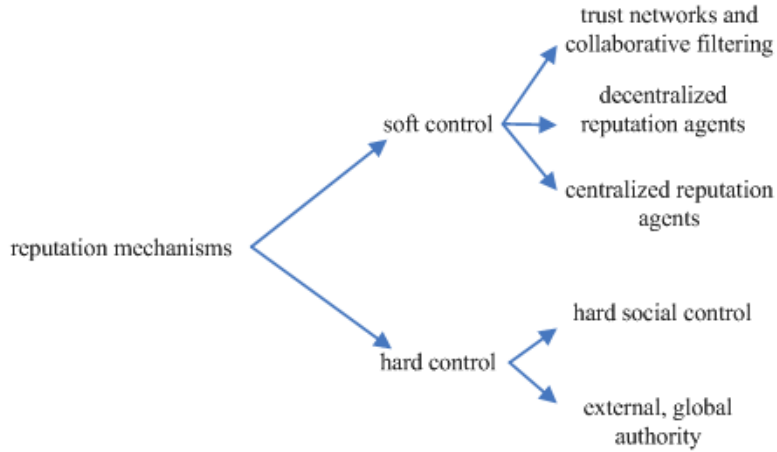 trust networks and
collaborative filtering
decentralized
reputation agents
soft control
centralized reputation
agents
reputation mechanisms
hard social control
hard control
external, global
authority